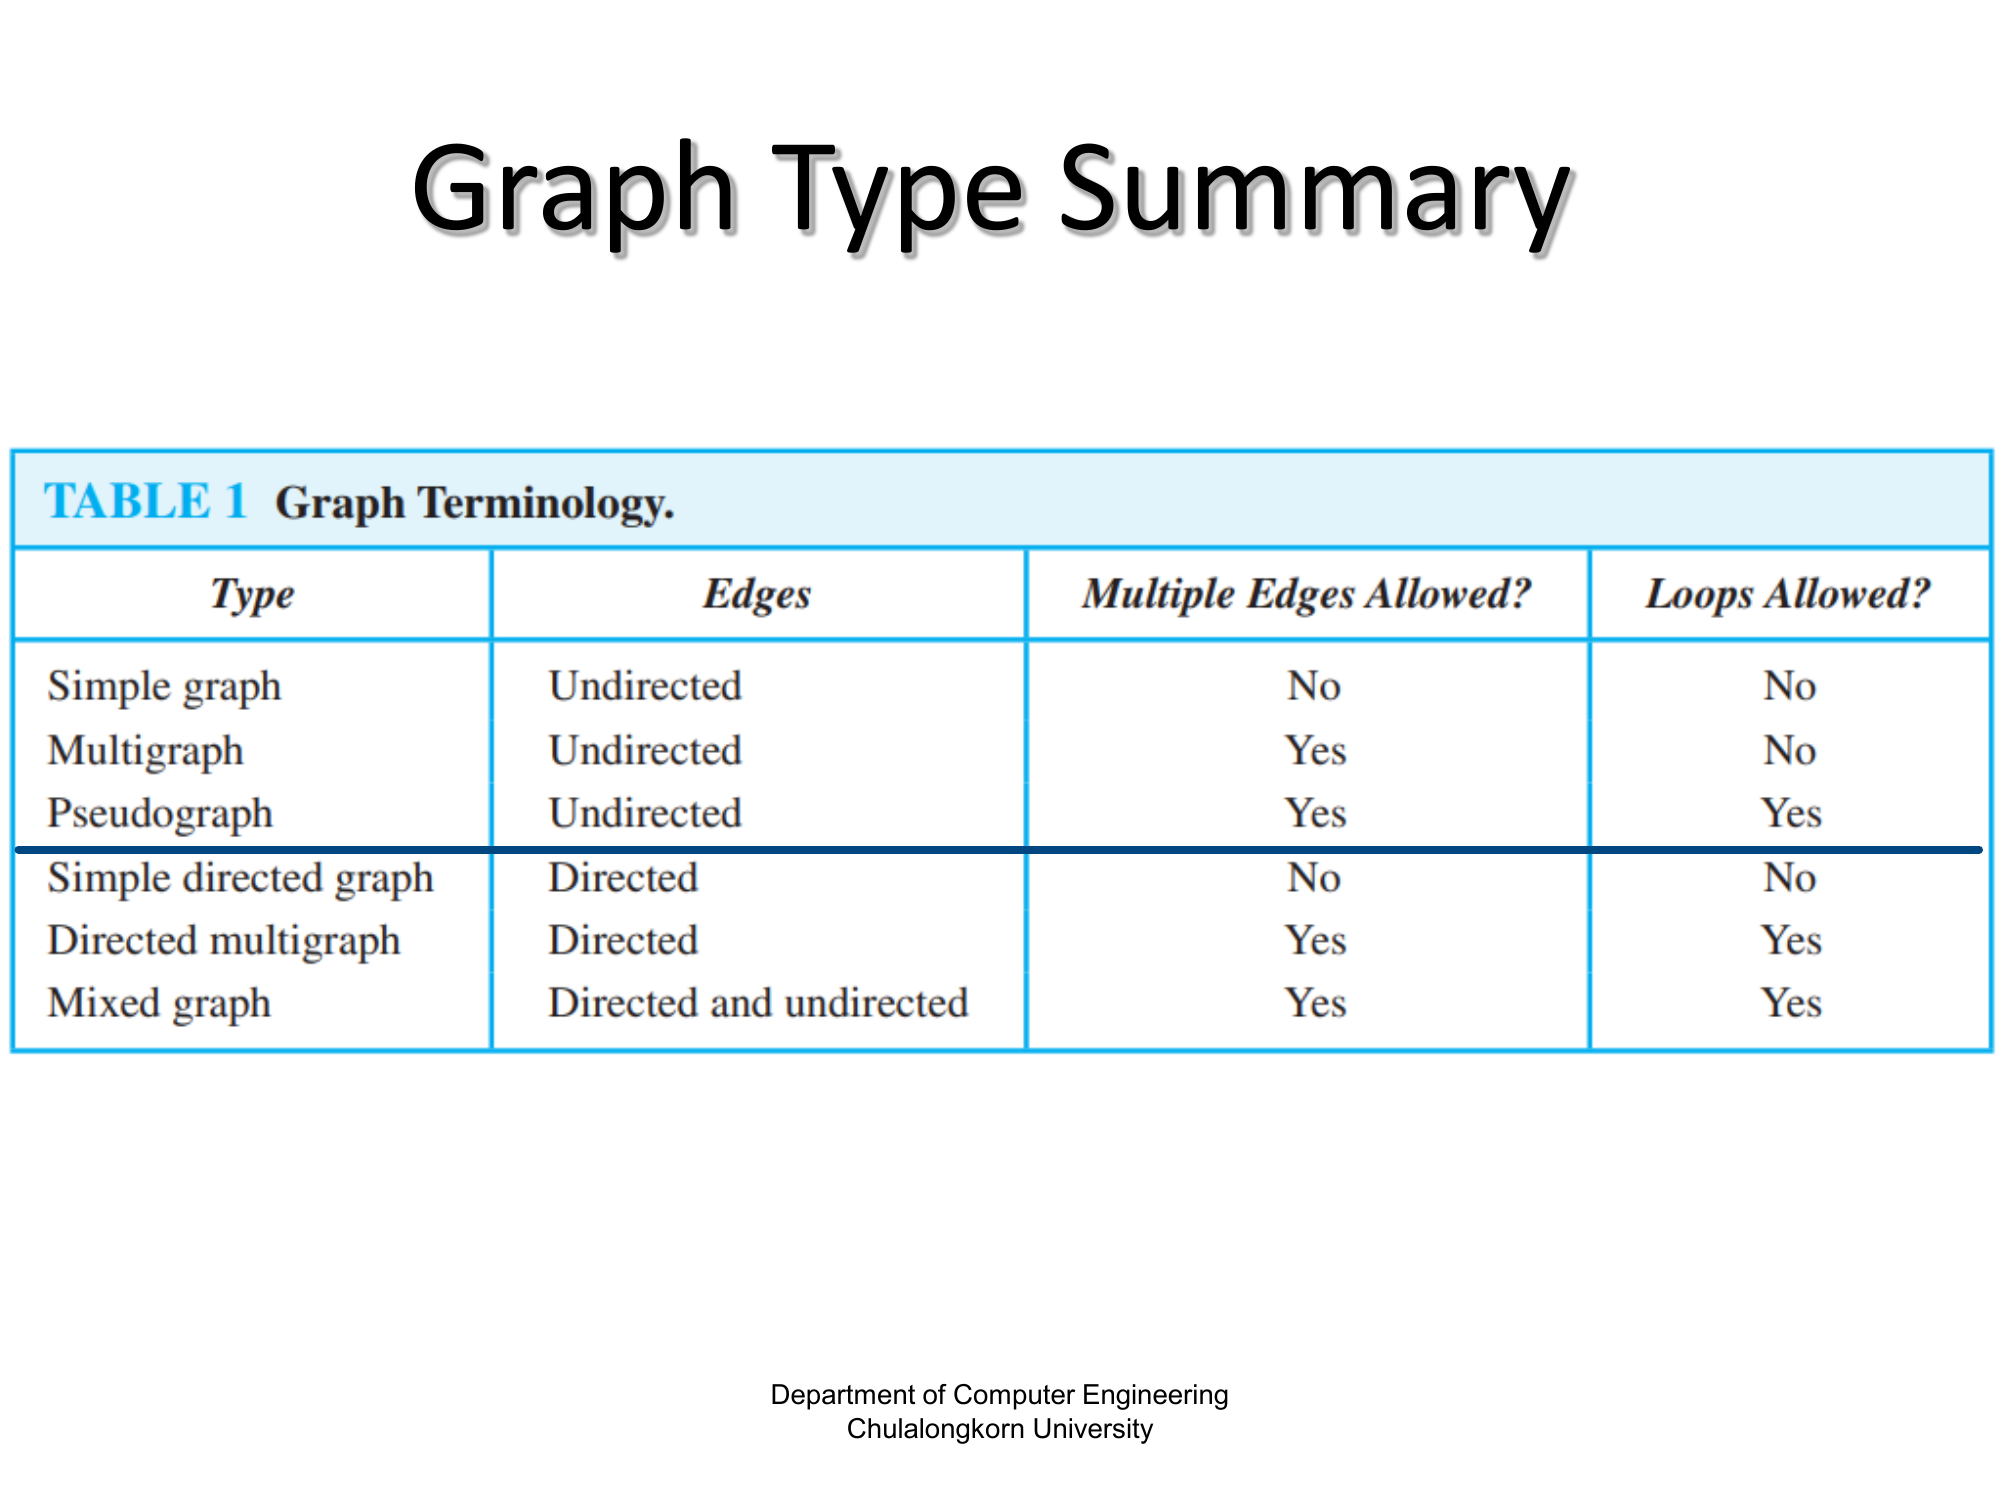 Graph Type Summary
TABLE 1 Graph Terminology.
Type Edges Multiple Edges Allowed? Loops Allowed?
Simple graph Undirected No No
Multigraph Undirected Yes No
Pseudograph Undirected Yes Yes
Simple directed graph Directed No No
Directed multigraph Directed Yes Yes
Mixed graph Directed and undirected Yes Yes
Department of Computer Engineering
Chulalongkorn University